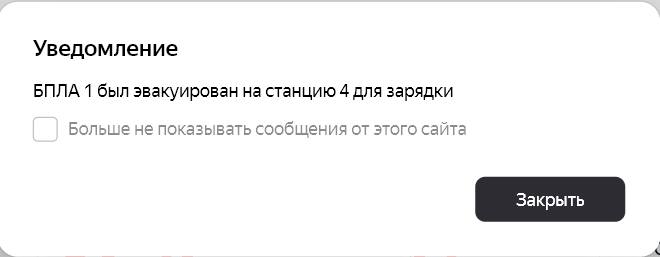 Уведомление
БПЛА 1 был эвакуирован на станцию 4 для зарядки
Больше не показывать сообщения от этого сайта
Закрыть